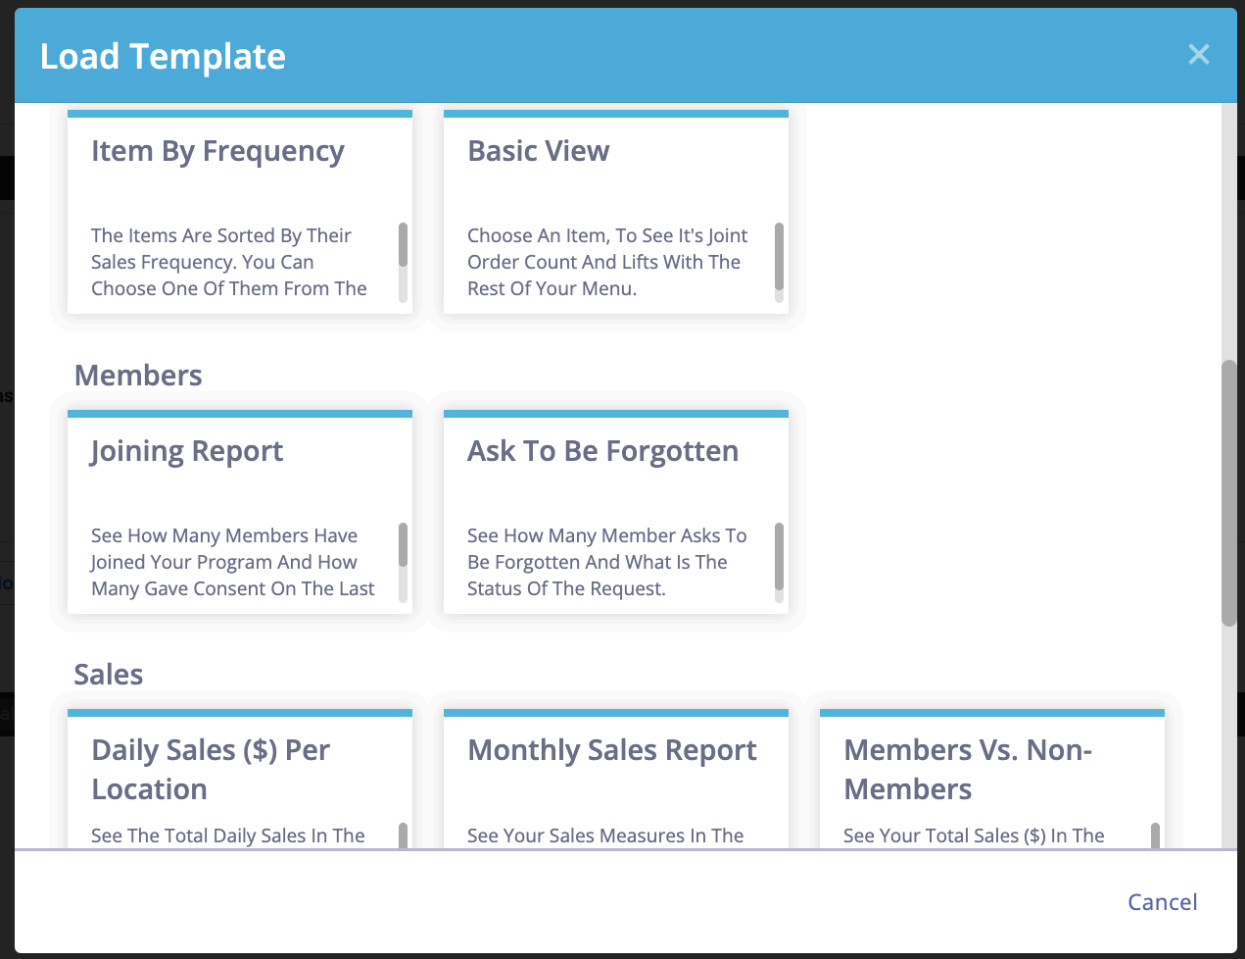 Load Template
Item By Frequency
The Items Are Sorted By Their
Sales Frequency. You Can
Choose One Of Them From The
Basic View
Choose An Item, To See It's Joint
Order Count And Lifts With The
Rest Of Your Menu.
Members
Joining Report
See How Many Members Have
Joined Your Program And How
Many Gave Consent On The Last
Ask To Be Forgotten
See How Many Member Asks To
Be Forgotten And What Is The
Status Of The Request.
Sales
Daily Sales ($) Per
Location
See The Total Daily Sales In The
Monthly Sales Report
See Your Sales Measures In The
Members Vs. Non-
Members
See Your Total Sales ($) In The
Cancel